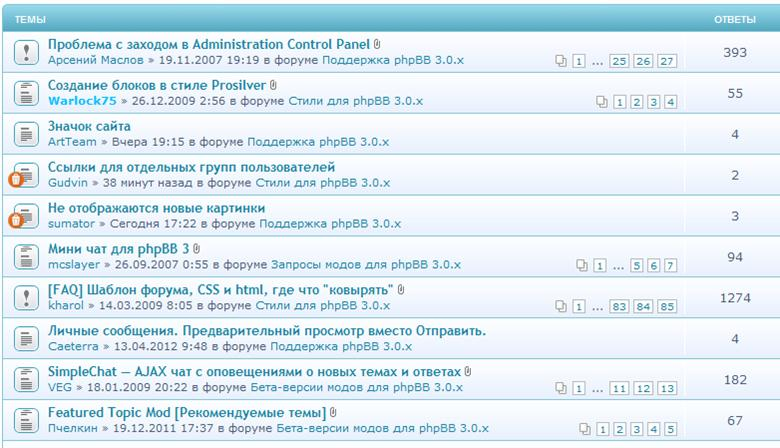 ТЕМЫ ОТВЕТЫ
Проблема с заходом в Administration Control Panel
Арсений Маслов » 19.11.2007 19:19 в форуме Поддержка phpBB 3.0.x 1 ... 25 26 27 393
Создание блоков в стиле Prosilver
Warlock75 » 26.12.2009 2:56 в форуме Стили для phpBB 3.0.x 1 2 3 4 55
Значок сайта
ArtTeam » Вчера 19:15 в форуме Поддержка phpBB 3.0.x 4
Ссылки для отдельных групп пользователей
Gudvin » 38 минут назад в форуме Стили для phpBB 3.0.x 2
Не отображаются новые картинки
sumator » Сегодня 17:22 в форуме Поддержка phpBB 3.0.x 3
Мини чат для phpBB 3
mcslayer » 26.09.2007 0:55 в форуме Запросы модов для phpBB 3.0.x 1 ... 5 6 7 94
[FAQ] Шаблон форума, CSS и html, где что "ковырять"
kharol » 14.03.2009 8:05 в форуме Стили для phpBB 3.0.x 1 ... 83 84 85 1274
Личные сообщения. Предварительный просмотр вместо Отправить.
Caeterra » 13.04.2012 9:48 в форуме Поддержка phpBB 3.0.x 4
SimpleChat — AJAX чат с оповещениями о новых темах и ответах
VEG » 18.01.2009 20:22 в форуме Бета-версии модов для phpBB 3.0.x 1 ... 11 12 13 182
Featured Topic Mod [Рекомендуемые темы]
Пчелкин » 19.12.2011 17:37 в форуме Бета-версии модов для phpBB 3.0.x 1 2 3 4 5 67